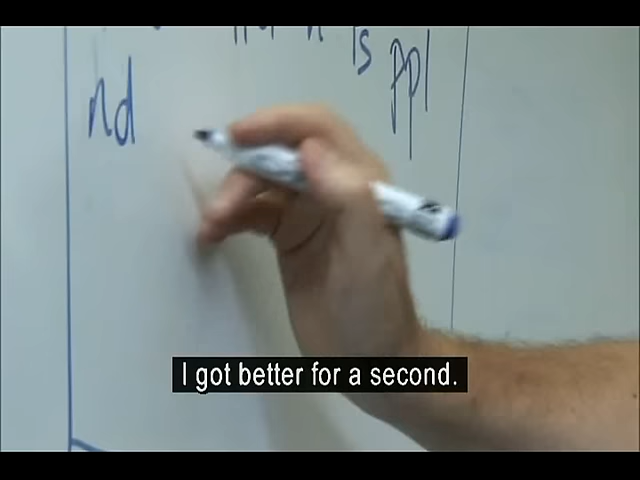 is ppl
nd
I got better for a second.